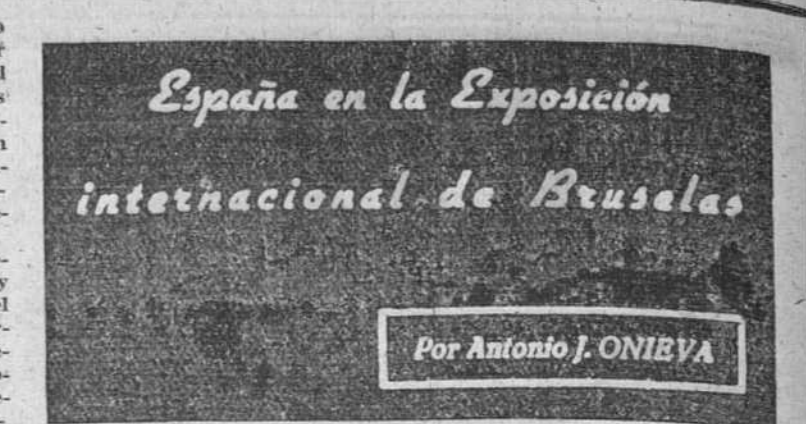 España en la Exposición
internacional de Bruselas
Por Antonio J. ONIEVA